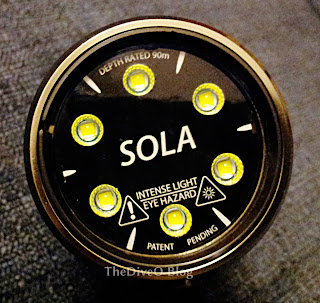 DEPTH RATED 90m
SOLA
INTENSE LIGHT
EYE HAZARD
PATENT PENDING
TheDiveO Blog